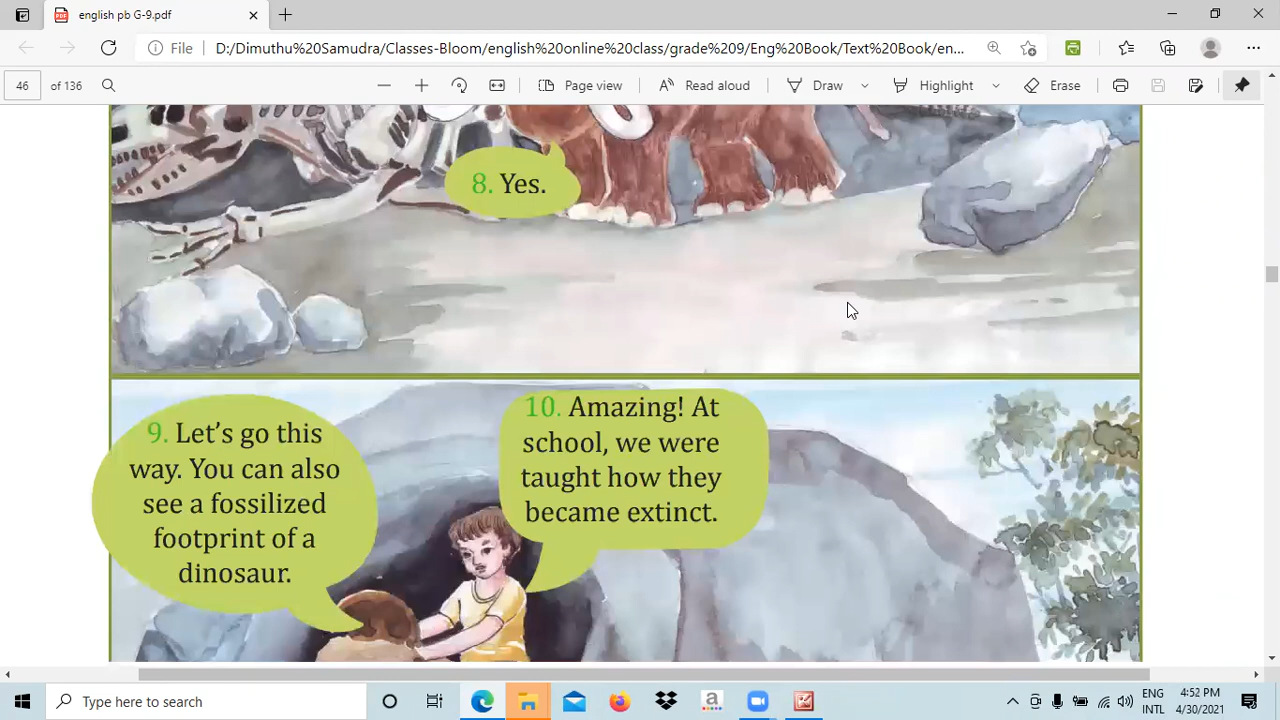 english pb G-9.pdf
File
D:/Dimuthu%20Samudra/Classes-Bloom/english%20online%20class/grade%209/Eng%20Book/Text%20Book/en...
46 of 136
Page view
Read aloud
Draw
Highlight
Erase
8. Yes.
9. Let's go this
way. You can also
see a fossilized
footprint of a
dinosaur.
10. Amazing! At
school, we were
taught how they
became extinct.
Type here to search
ENG
INTL
4:52 PM
4/30/2021